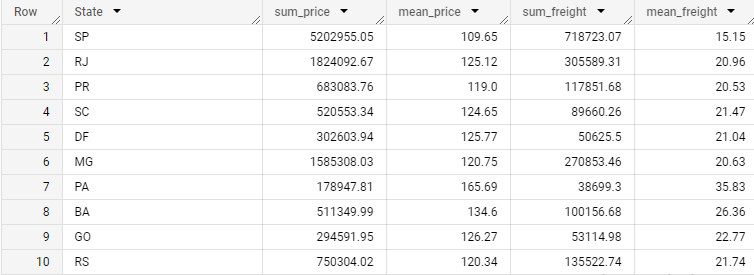 Row State sum_price mean_price sum_freight mean_freight
1 SP 5202955.05 109.65 718723.07 15.15
2 RJ 1824092.67 125.12 305589.31 20.96
3 PR 683083.76 119.0 117851.68 20.53
4 SC 520553.34 124.65 89660.26 21.47
5 DF 302603.94 125.77 50625.5 21.04
6 MG 1585308.03 120.75 270853.46 20.63
7 PA 178947.81 165.69 38699.3 35.83
8 BA 511349.99 134.6 100156.68 26.36
9 GO 294591.95 126.27 53114.98 22.77
10 RS 750304.02 120.34 135522.74 21.74